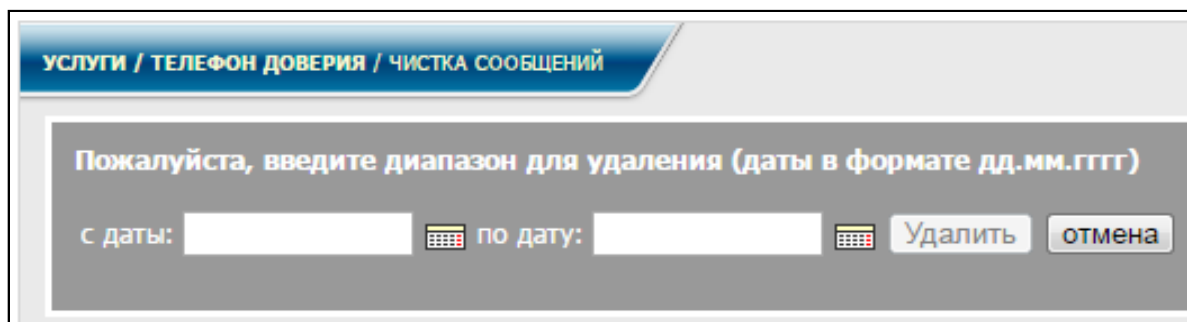 УСЛУГИ / ТЕЛЕФОН ДОВЕРИЯ / ЧИСТКА СООБЩЕНИЙ
Пожалуйста, введите диапазон для удаления (даты в формате дд.мм.гггг)
с даты: по дату: Удалить отмена